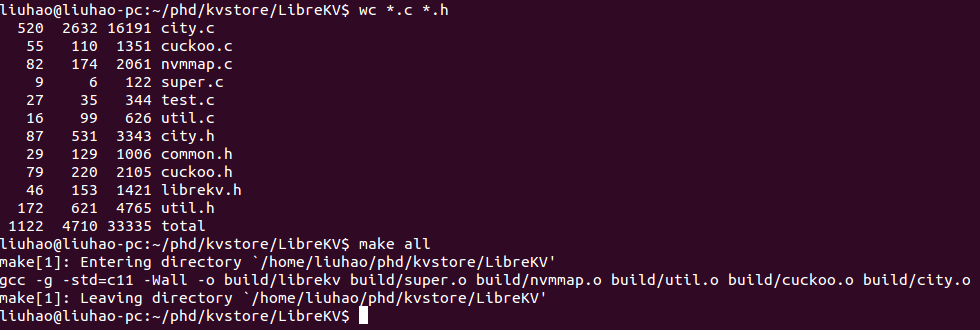 liuhao@liuhao-pc:~/phd/kvstore/LibreKV$ wc *.c *.h
  520  2632 16191 city.c
   55   110  1351 cuckoo.c
   82   174  2061 nvmmap.c
    9     6   122 super.c
   27    35   344 test.c
   16    99   626 util.c
   87   531  3343 city.h
   29   129  1006 common.h
   79   220  2105 cuckoo.h
   46   153  1421 librekv.h
  172   621  4765 util.h
 1122  4710 33335 total
liuhao@liuhao-pc:~/phd/kvstore/LibreKV$ make all
make[1]: Entering directory `/home/liuhao/phd/kvstore/LibreKV'
gcc -g -std=c11 -Wall -o build/librekv build/super.o build/nvmmap.o build/util.o build/cuckoo.o build/city.o
make[1]: Leaving directory `/home/liuhao/phd/kvstore/LibreKV'
liuhao@liuhao-pc:~/phd/kvstore/LibreKV$